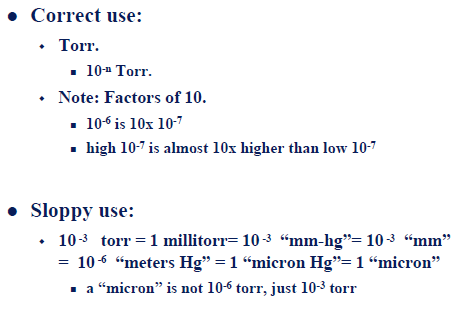 • Correct use:
• Torr.
▪ 10⁻ⁿ Torr.
• Note: Factors of 10.
▪ 10⁻⁶ is 10x 10⁻⁷
▪ high 10⁻⁷ is almost 10x higher than low 10⁻⁷
• Sloppy use:
• 10⁻³ torr = 1 millitorr= 10⁻³ “mm-hg”= 10⁻³ “mm”
= 10⁻⁶ “meters Hg” = 1 “micron Hg”= 1 “micron”
▪ a “micron” is not 10⁻⁶ torr, just 10⁻³ torr